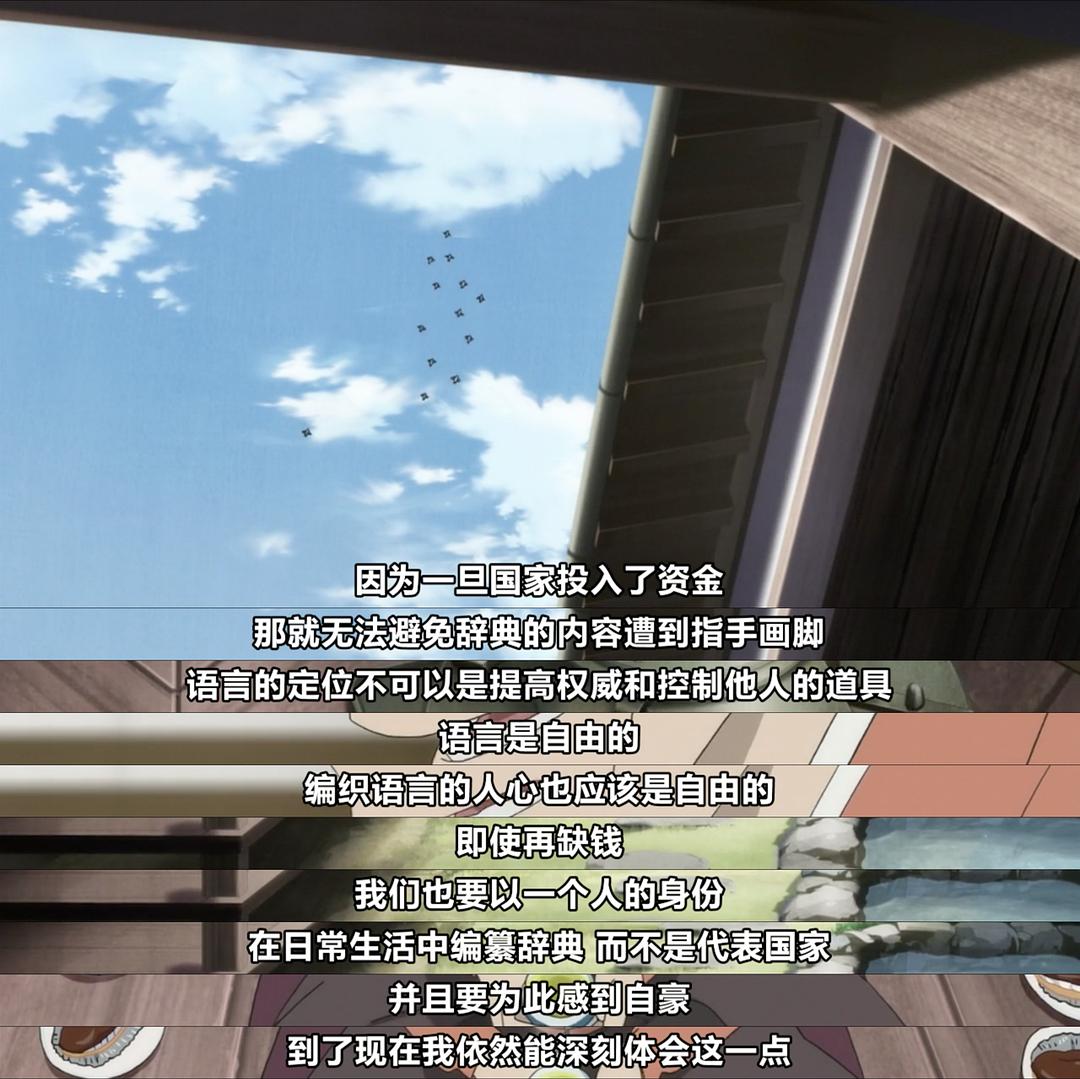 因为一旦国家投入了资金
那就无法避免辞典的内容遭到指手画脚
语言的定位不可以是提高权威和控制他人的道具
语言是自由的
编织语言的人心也应该是自由的
即使再缺钱
我们也要以一个人的身份
在日常生活中编纂辞典 而不是代表国家
并且要为此感到自豪
到了现在我依然能深刻体会这一点